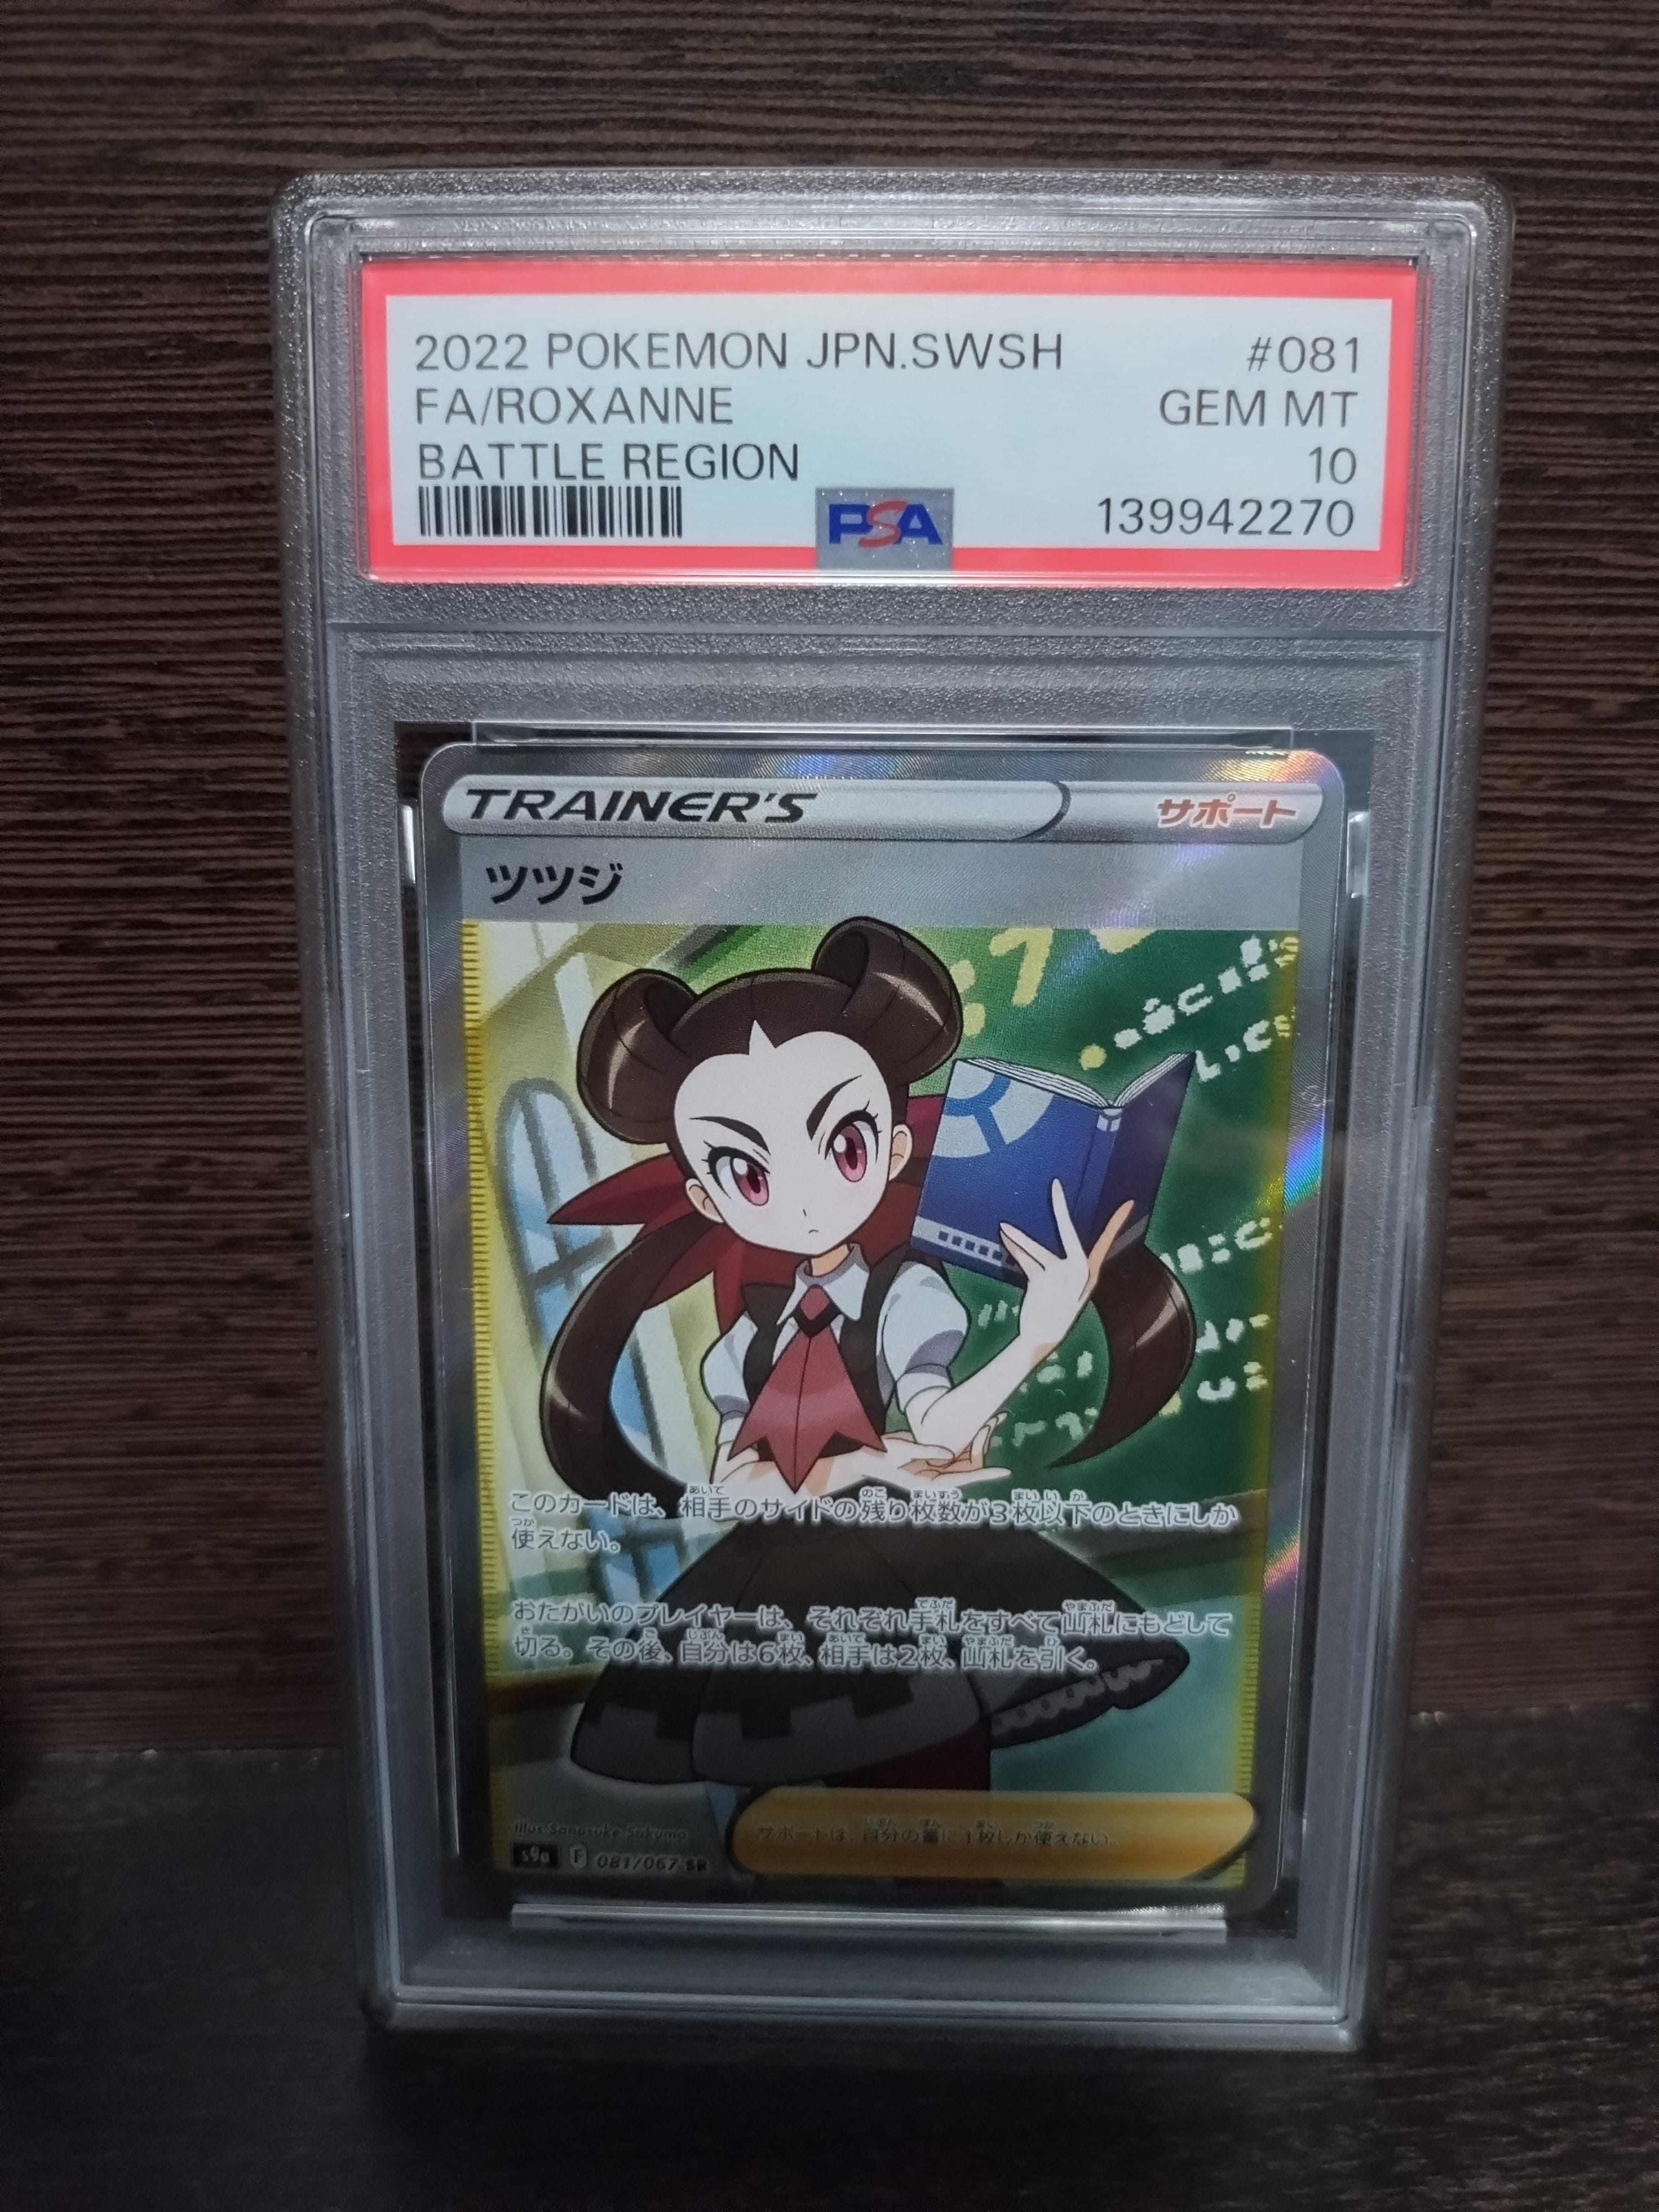 2022 POKEMON JPN.SWSH #081
FA/ROXANNE GEM MT
BATTLE REGION 10
PSA 139942270
TRAINER'S サポート
ツツジ
このカードは、相手のサイドの残り枚数が3枚以下のときにしか
使えない。
おたがいのプレイヤーは、それぞれ手札をすべて山札にもどして
切る。その後、自分は6枚、相手は2枚、山札を引く。
illus. Sanosuke Sakuma
サポートは、自分の番に1枚しか使えない。
s9a F 081/067 SR